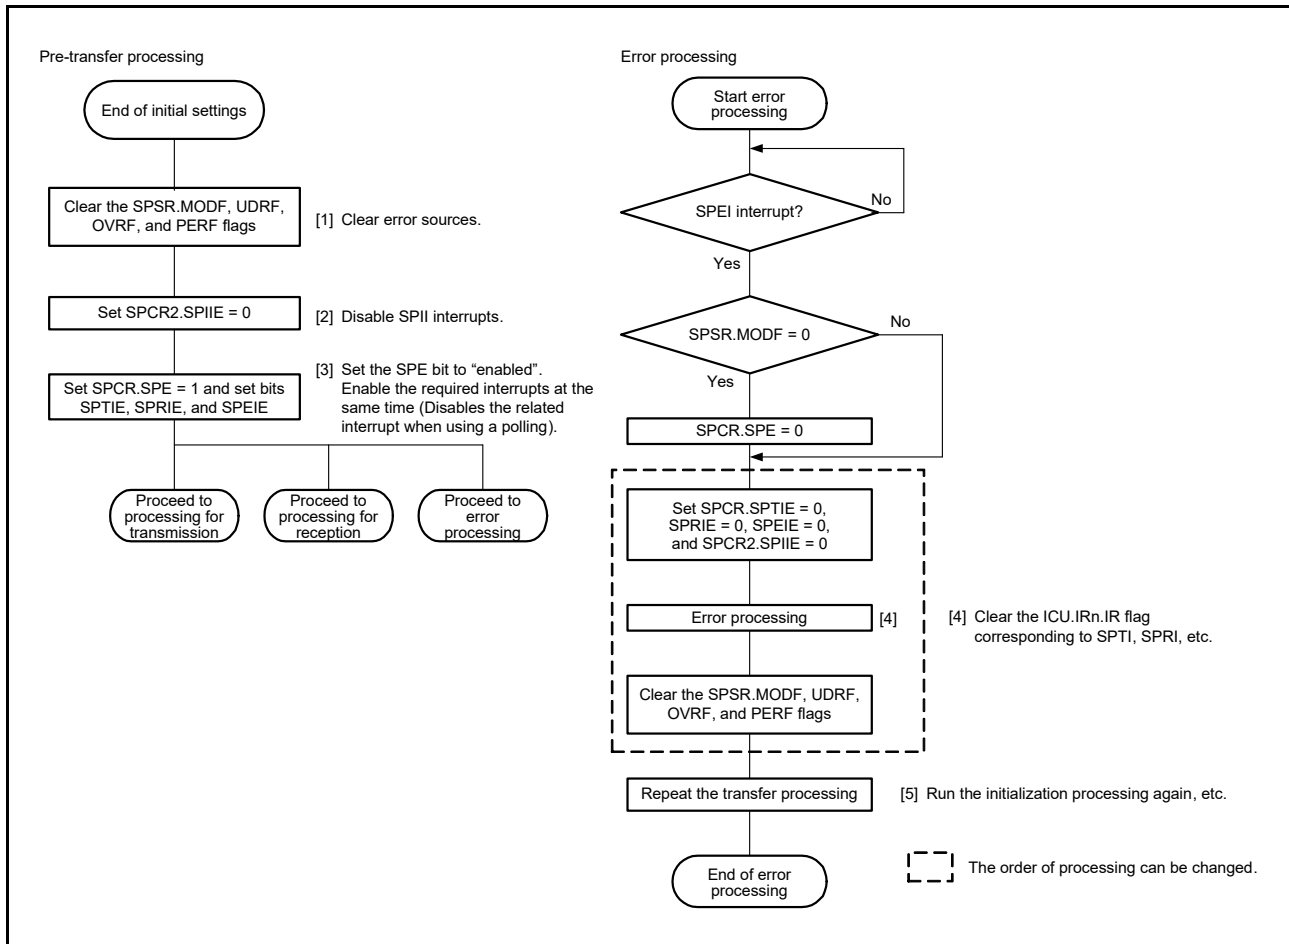 Pre-transfer processing
End of initial settings
Clear the SPSR.MODF, UDRF,
OVRF, and PERF flags
[1] Clear error sources.
Set SPCR2.SPIIE = 0
[2] Disable SPII interrupts.
Set SPCR.SPE = 1 and set bits
SPTIE, SPRIE, and SPEIE
[3] Set the SPE bit to “enabled”.
Enable the required interrupts at the
same time (Disables the related
interrupt when using a polling).
Proceed to
processing for
transmission
Proceed to
processing for
reception
Proceed to
error
processing
Error processing
Start error
processing
SPEI interrupt?
No
Yes
SPSR.MODF = 0
No
Yes
SPCR.SPE = 0
Set SPCR.SPTIE = 0,
SPRIE = 0, SPEIE = 0,
and SPCR2.SPIIE = 0
Error processing
[4]
[4] Clear the ICU.IRn.IR flag
corresponding to SPTI, SPRI, etc.
Clear the SPSR.MODF, UDRF,
OVRF, and PERF flags
Repeat the transfer processing
[5] Run the initialization processing again, etc.
End of error
processing
The order of processing can be changed.